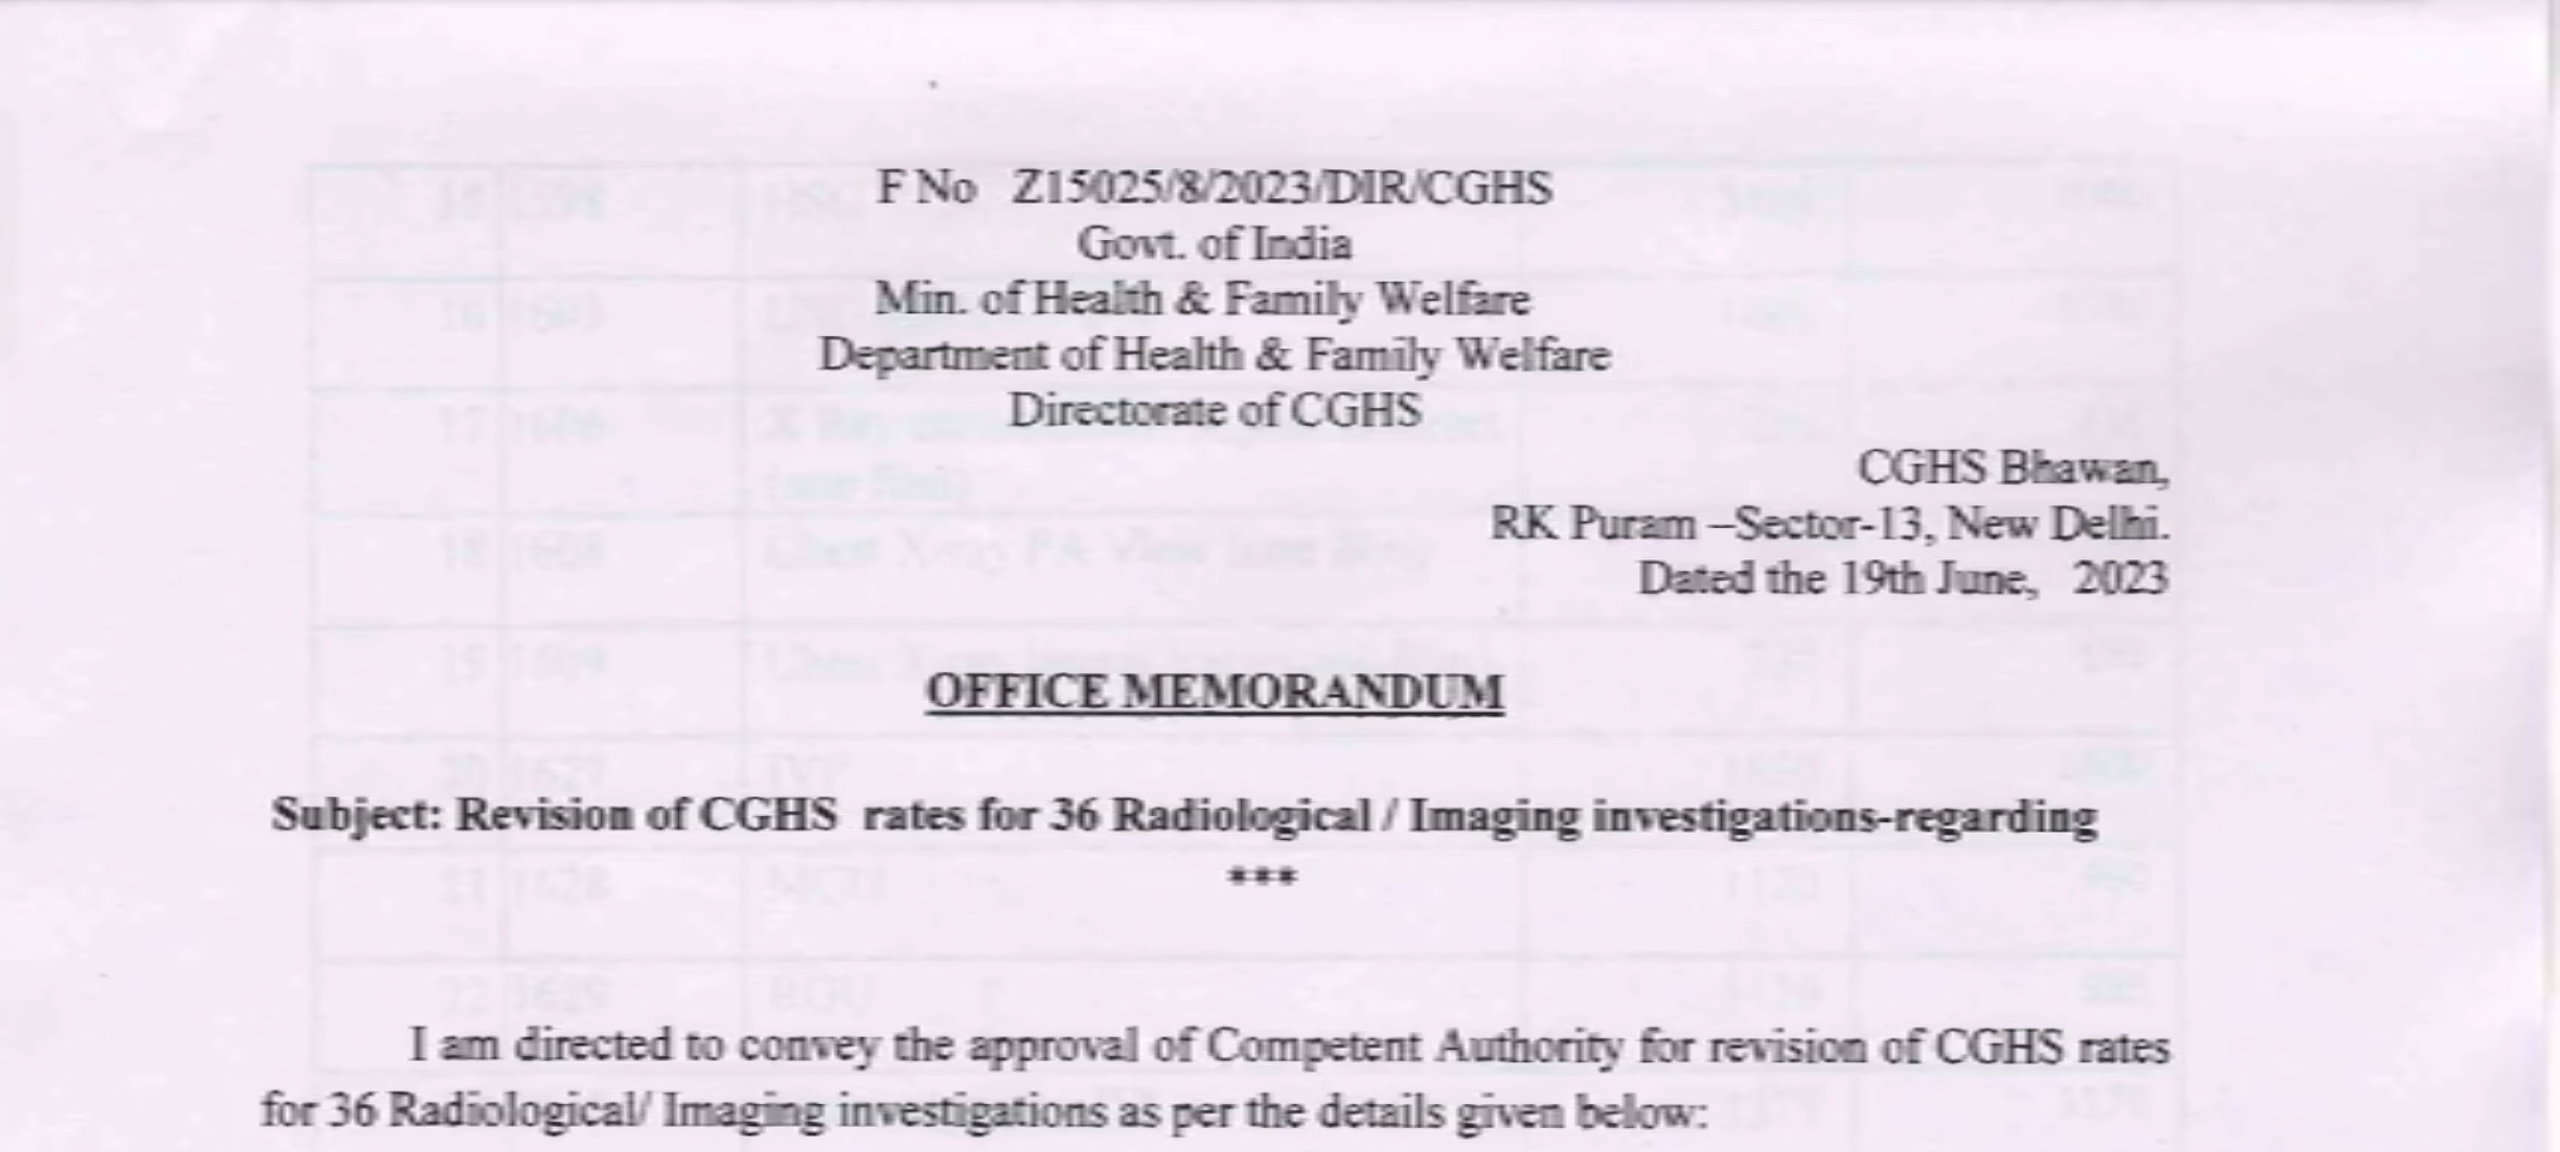 F No Z15025/8/2023/DIR/CGHS
Govt. of India
Min. of Health & Family Welfare
Department of Health & Family Welfare
Directorate of CGHS
CGHS Bhawan,
RK Puram –Sector-13, New Delhi.
Dated the 19th June, 2023
OFFICE MEMORANDUM
Subject: Revision of CGHS rates for 36 Radiological / Imaging investigations-regarding
***
I am directed to convey the approval of Competent Authority for revision of CGHS rates
for 36 Radiological/ Imaging investigations as per the details given below: